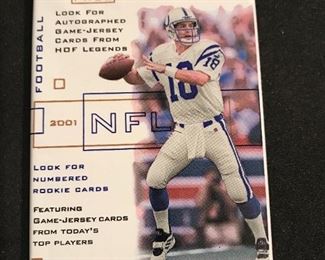 FOOTBALL
LOOK FOR
AUTOGRAPHED
GAME-JERSEY
CARDS FROM
HOF LEGENDS
18
18
2001
NFL
LOOK FOR
NUMBERED
ROOKIE CARDS
FEATURING
GAME-JERSEY CARDS
FROM TODAY'S
TOP PLAYERS